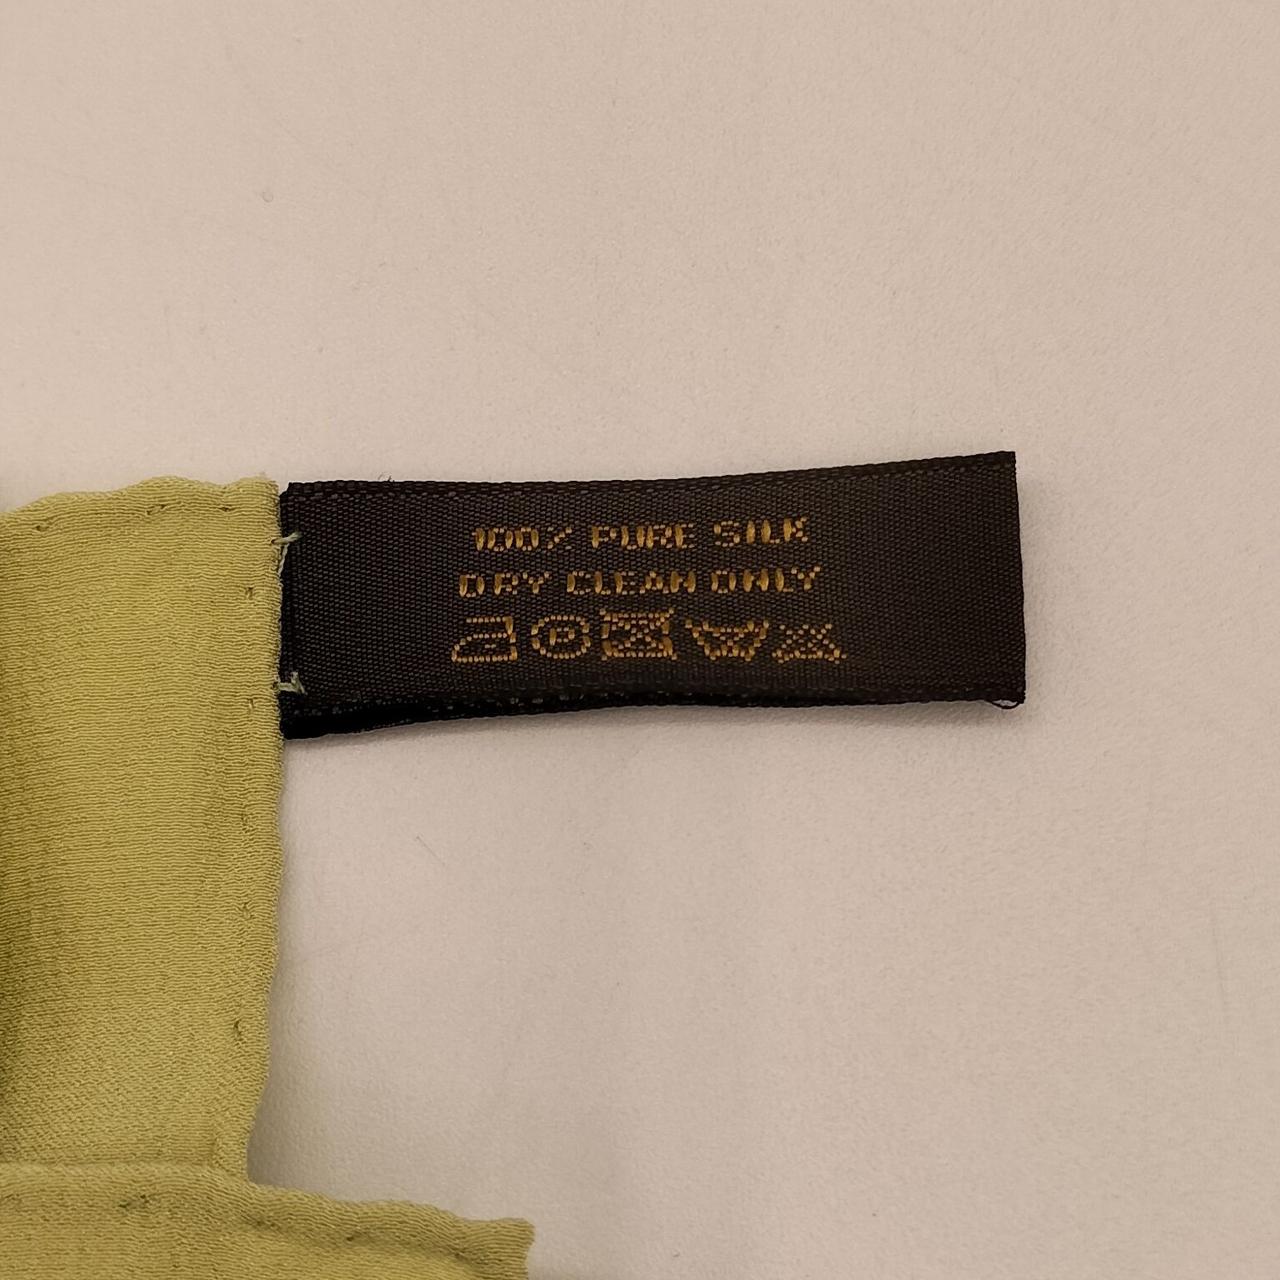 100% PURE SILK
DRY CLEAN ONLY
P